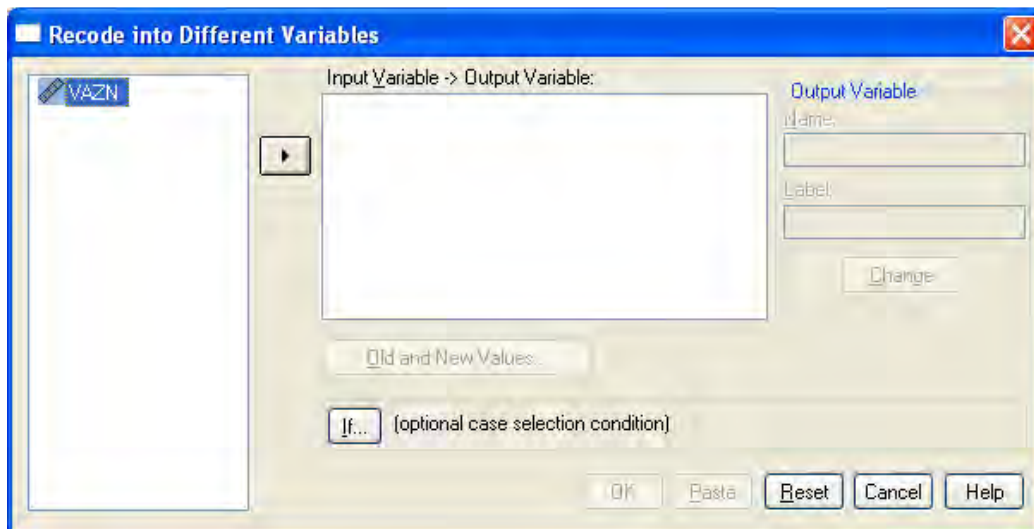 Recode into Different Variables
VAZN
Input Variable -> Output Variable:
Output Variable
Name:
Label:
Change
Old and New Values...
If... (optional case selection condition)
OK Paste Reset Cancel Help